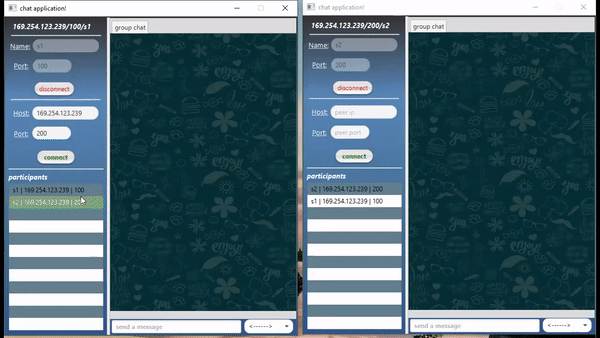 chat application!
169.254.123.239/100/s1
Name: s1
Port: 100
disconnect
Host: 169.254.123.239
Port: 200
connect
participants
s1 | 169.254.123.239 | 100
s2 | 169.254.123.239 | 200
group chat
enjoy!
send a message
<------>
chat application!
169.254.123.239/200/s2
Name: s2
Port: 200
disconnect
Host: peer ip
Port: peer port
connect
participants
s2 | 169.254.123.239 | 200
s1 | 169.254.123.239 | 100
group chat
enjoy!
send a message
<------>